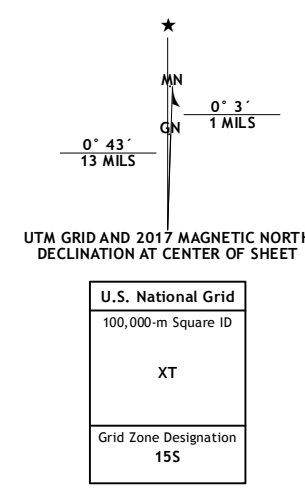 MN
0° 3´
1 MILS
GN
0° 43´
13 MILS
UTM GRID AND 2017 MAGNETIC NORTH
DECLINATION AT CENTER OF SHEET
U.S. National Grid
100,000-m Square ID
XT
Grid Zone Designation
15S